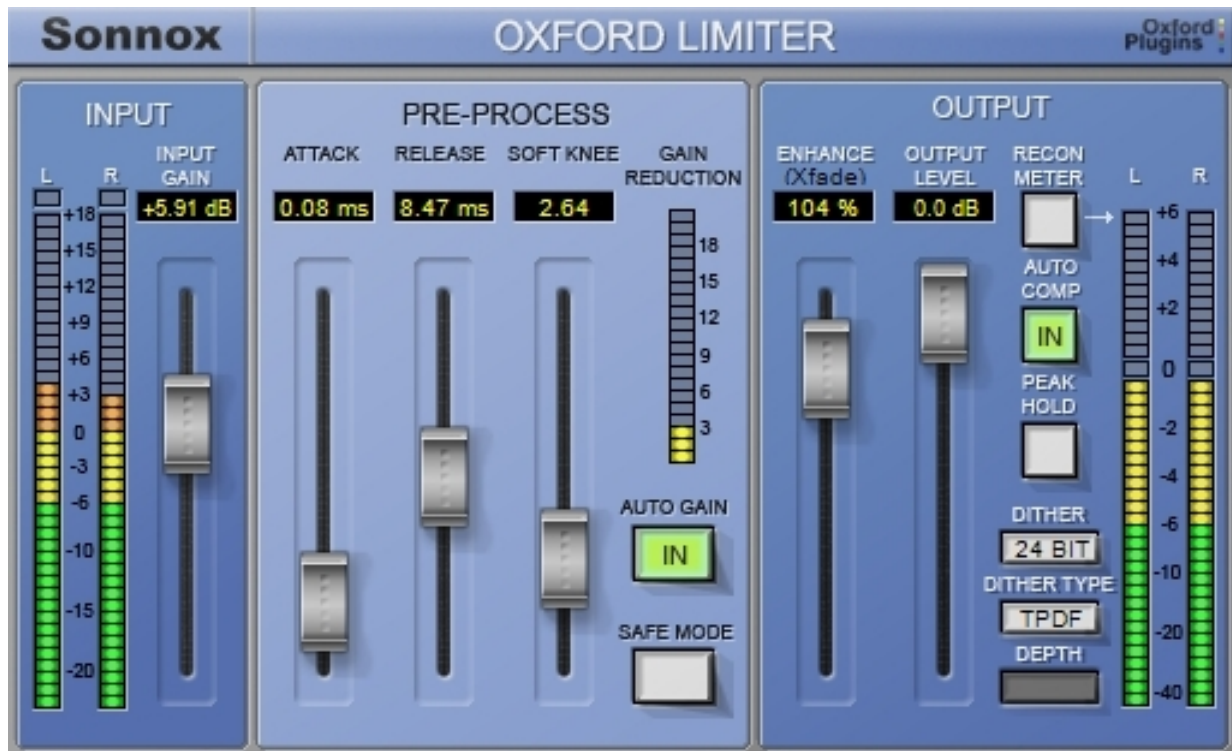 Sonnox
OXFORD LIMITER
Oxford
Plugins
INPUT
L
R
INPUT
GAIN
+5.91 dB
+18
+15
+12
+9
+6
+3
0
-3
-6
-10
-15
-20
PRE-PROCESS
ATTACK
0.08 ms
RELEASE
8.47 ms
SOFT KNEE
2.64
GAIN
REDUCTION
18
15
12
9
6
3
AUTO GAIN
IN
SAFE MODE
OUTPUT
ENHANCE
(Xfade)
104 %
OUTPUT
LEVEL
0.0 dB
RECON
METER
→
AUTO
COMP
IN
PEAK
HOLD
DITHER
24 BIT
DITHER TYPE
TPDF
DEPTH
L
R
+6
+4
+2
0
-2
-4
-6
-10
-20
-40